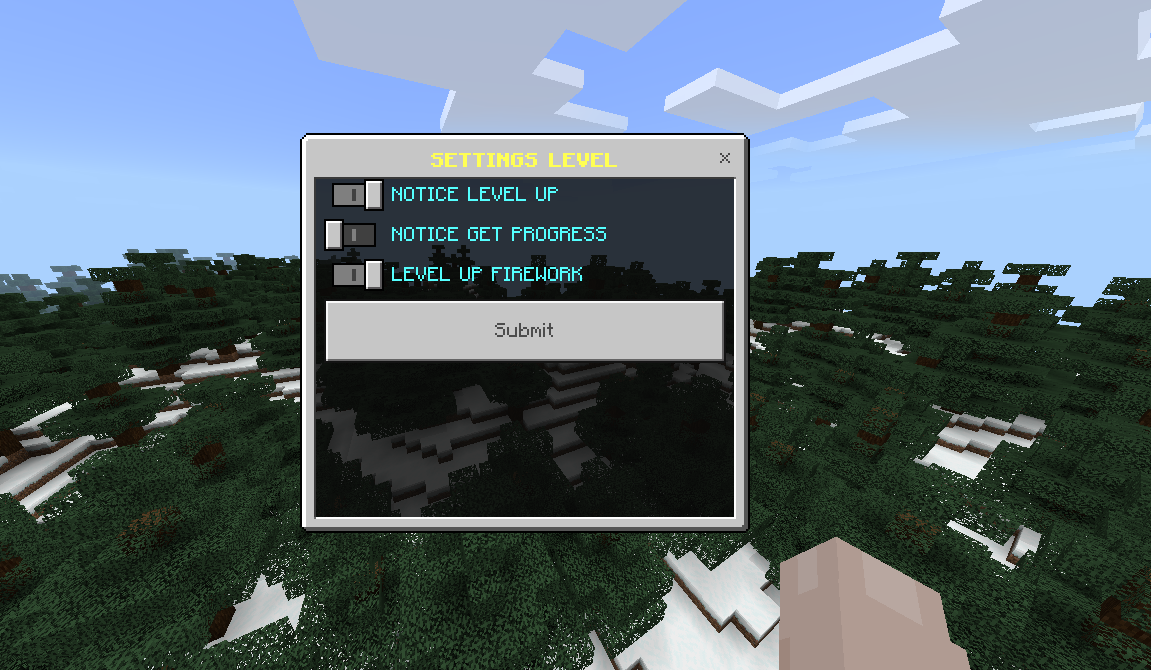 SETTINGS LEVEL
NOTICE LEVEL UP
NOTICE GET PROGRESS
LEVEL UP FIREWORK
Submit